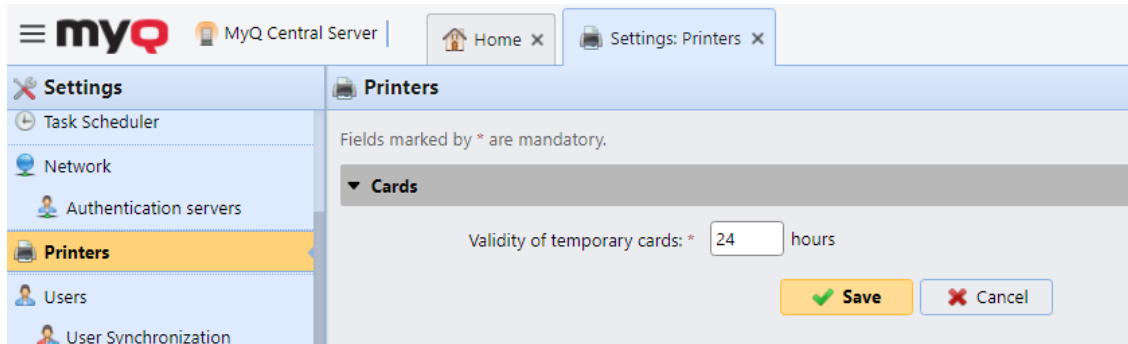 myQ MyQ Central Server Home Settings: Printers
Settings
Printers
Task Scheduler
Fields marked by * are mandatory.
Network
Cards
Authentication servers
Validity of temporary cards: * 24 hours
Printers
Users
Save Cancel
User Synchronization